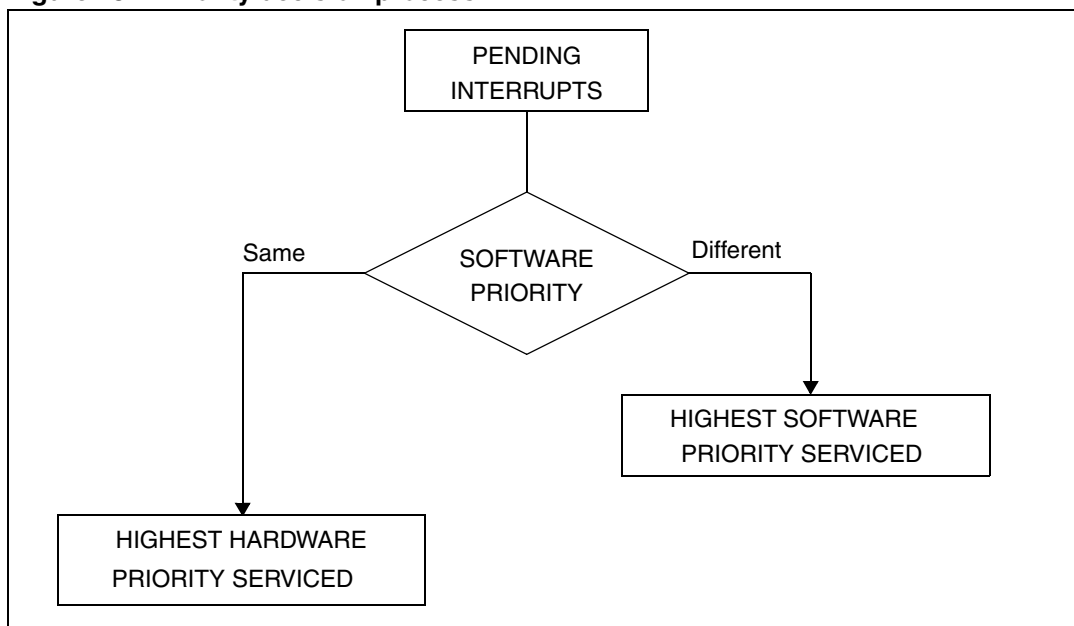 PENDING
INTERRUPTS
Same
Different
SOFTWARE
PRIORITY
HIGHEST SOFTWARE
PRIORITY SERVICED
HIGHEST HARDWARE
PRIORITY SERVICED